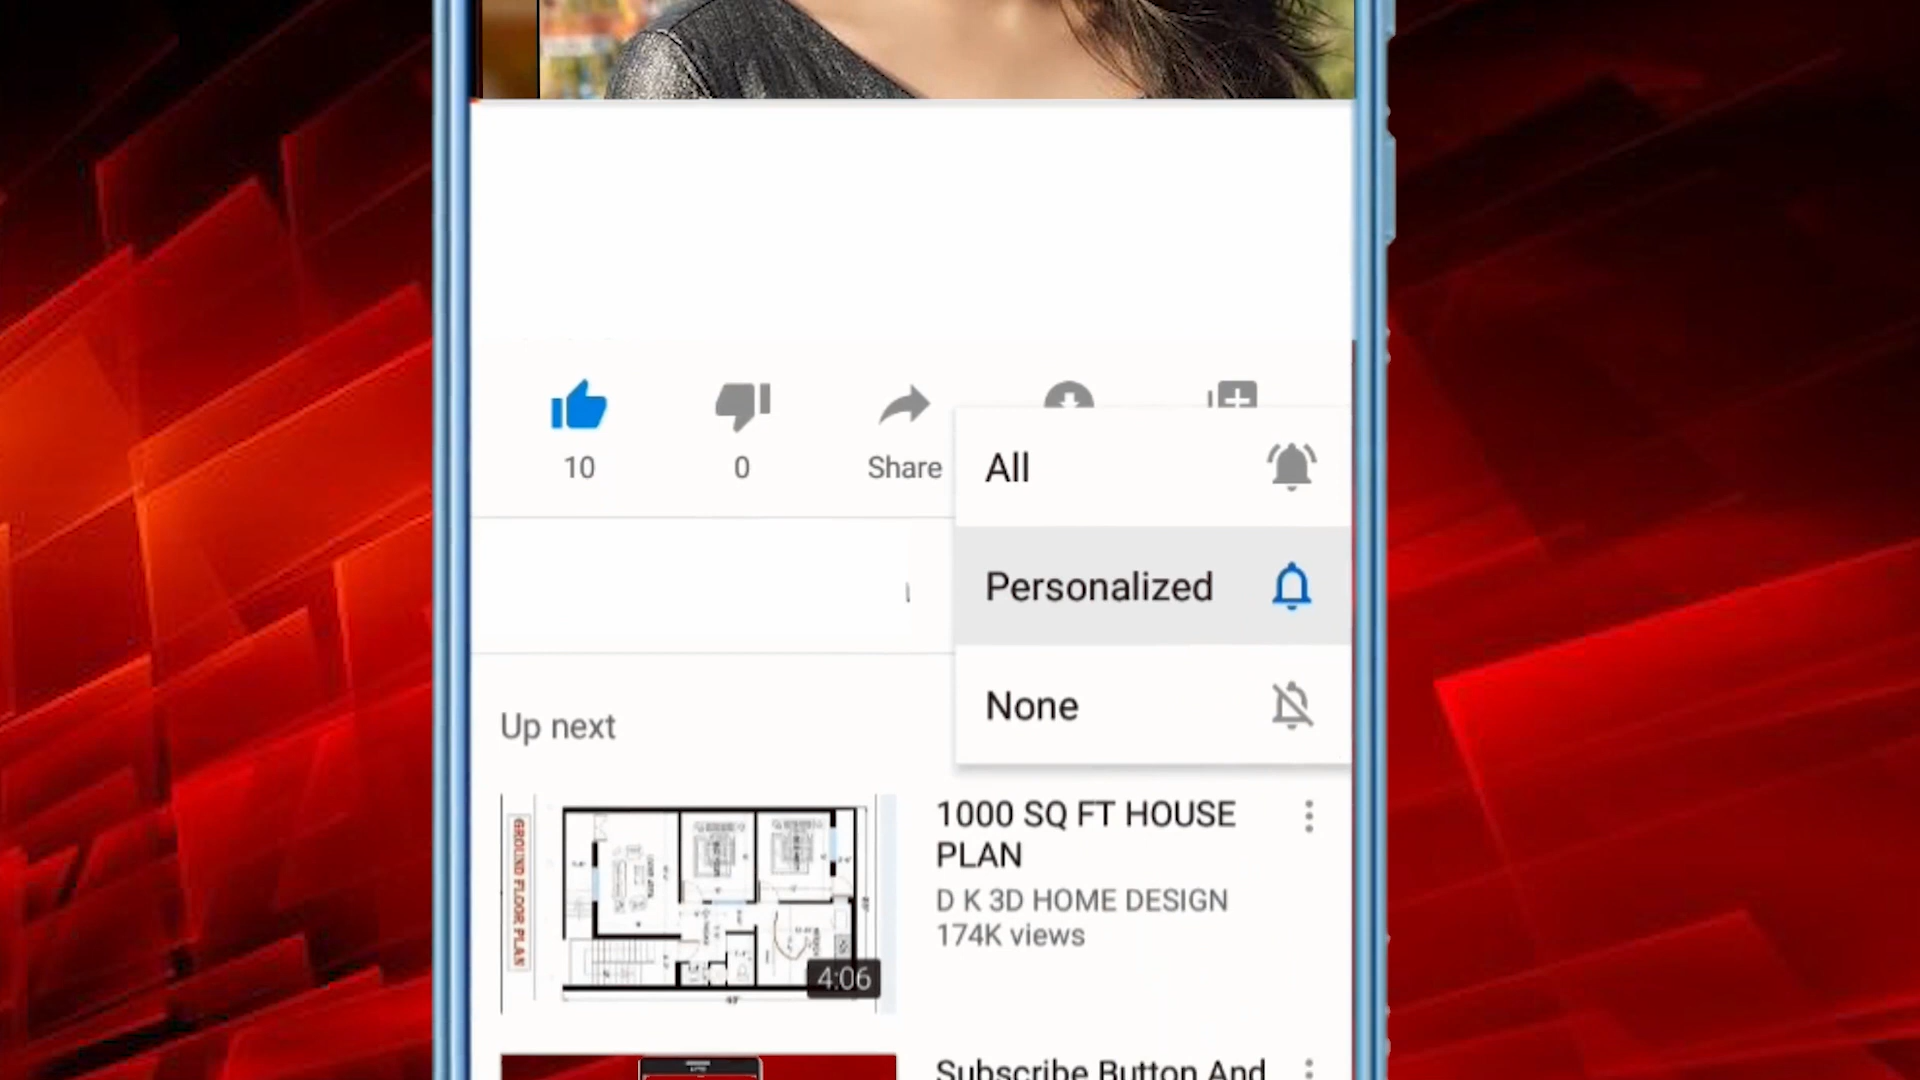 10
0
Share
All
Personalized
None
Up next
1000 SQ FT HOUSE
PLAN
D K 3D HOME DESIGN
174K views
GROUND FLOOR PLAN
4:06
Subscribe Button And